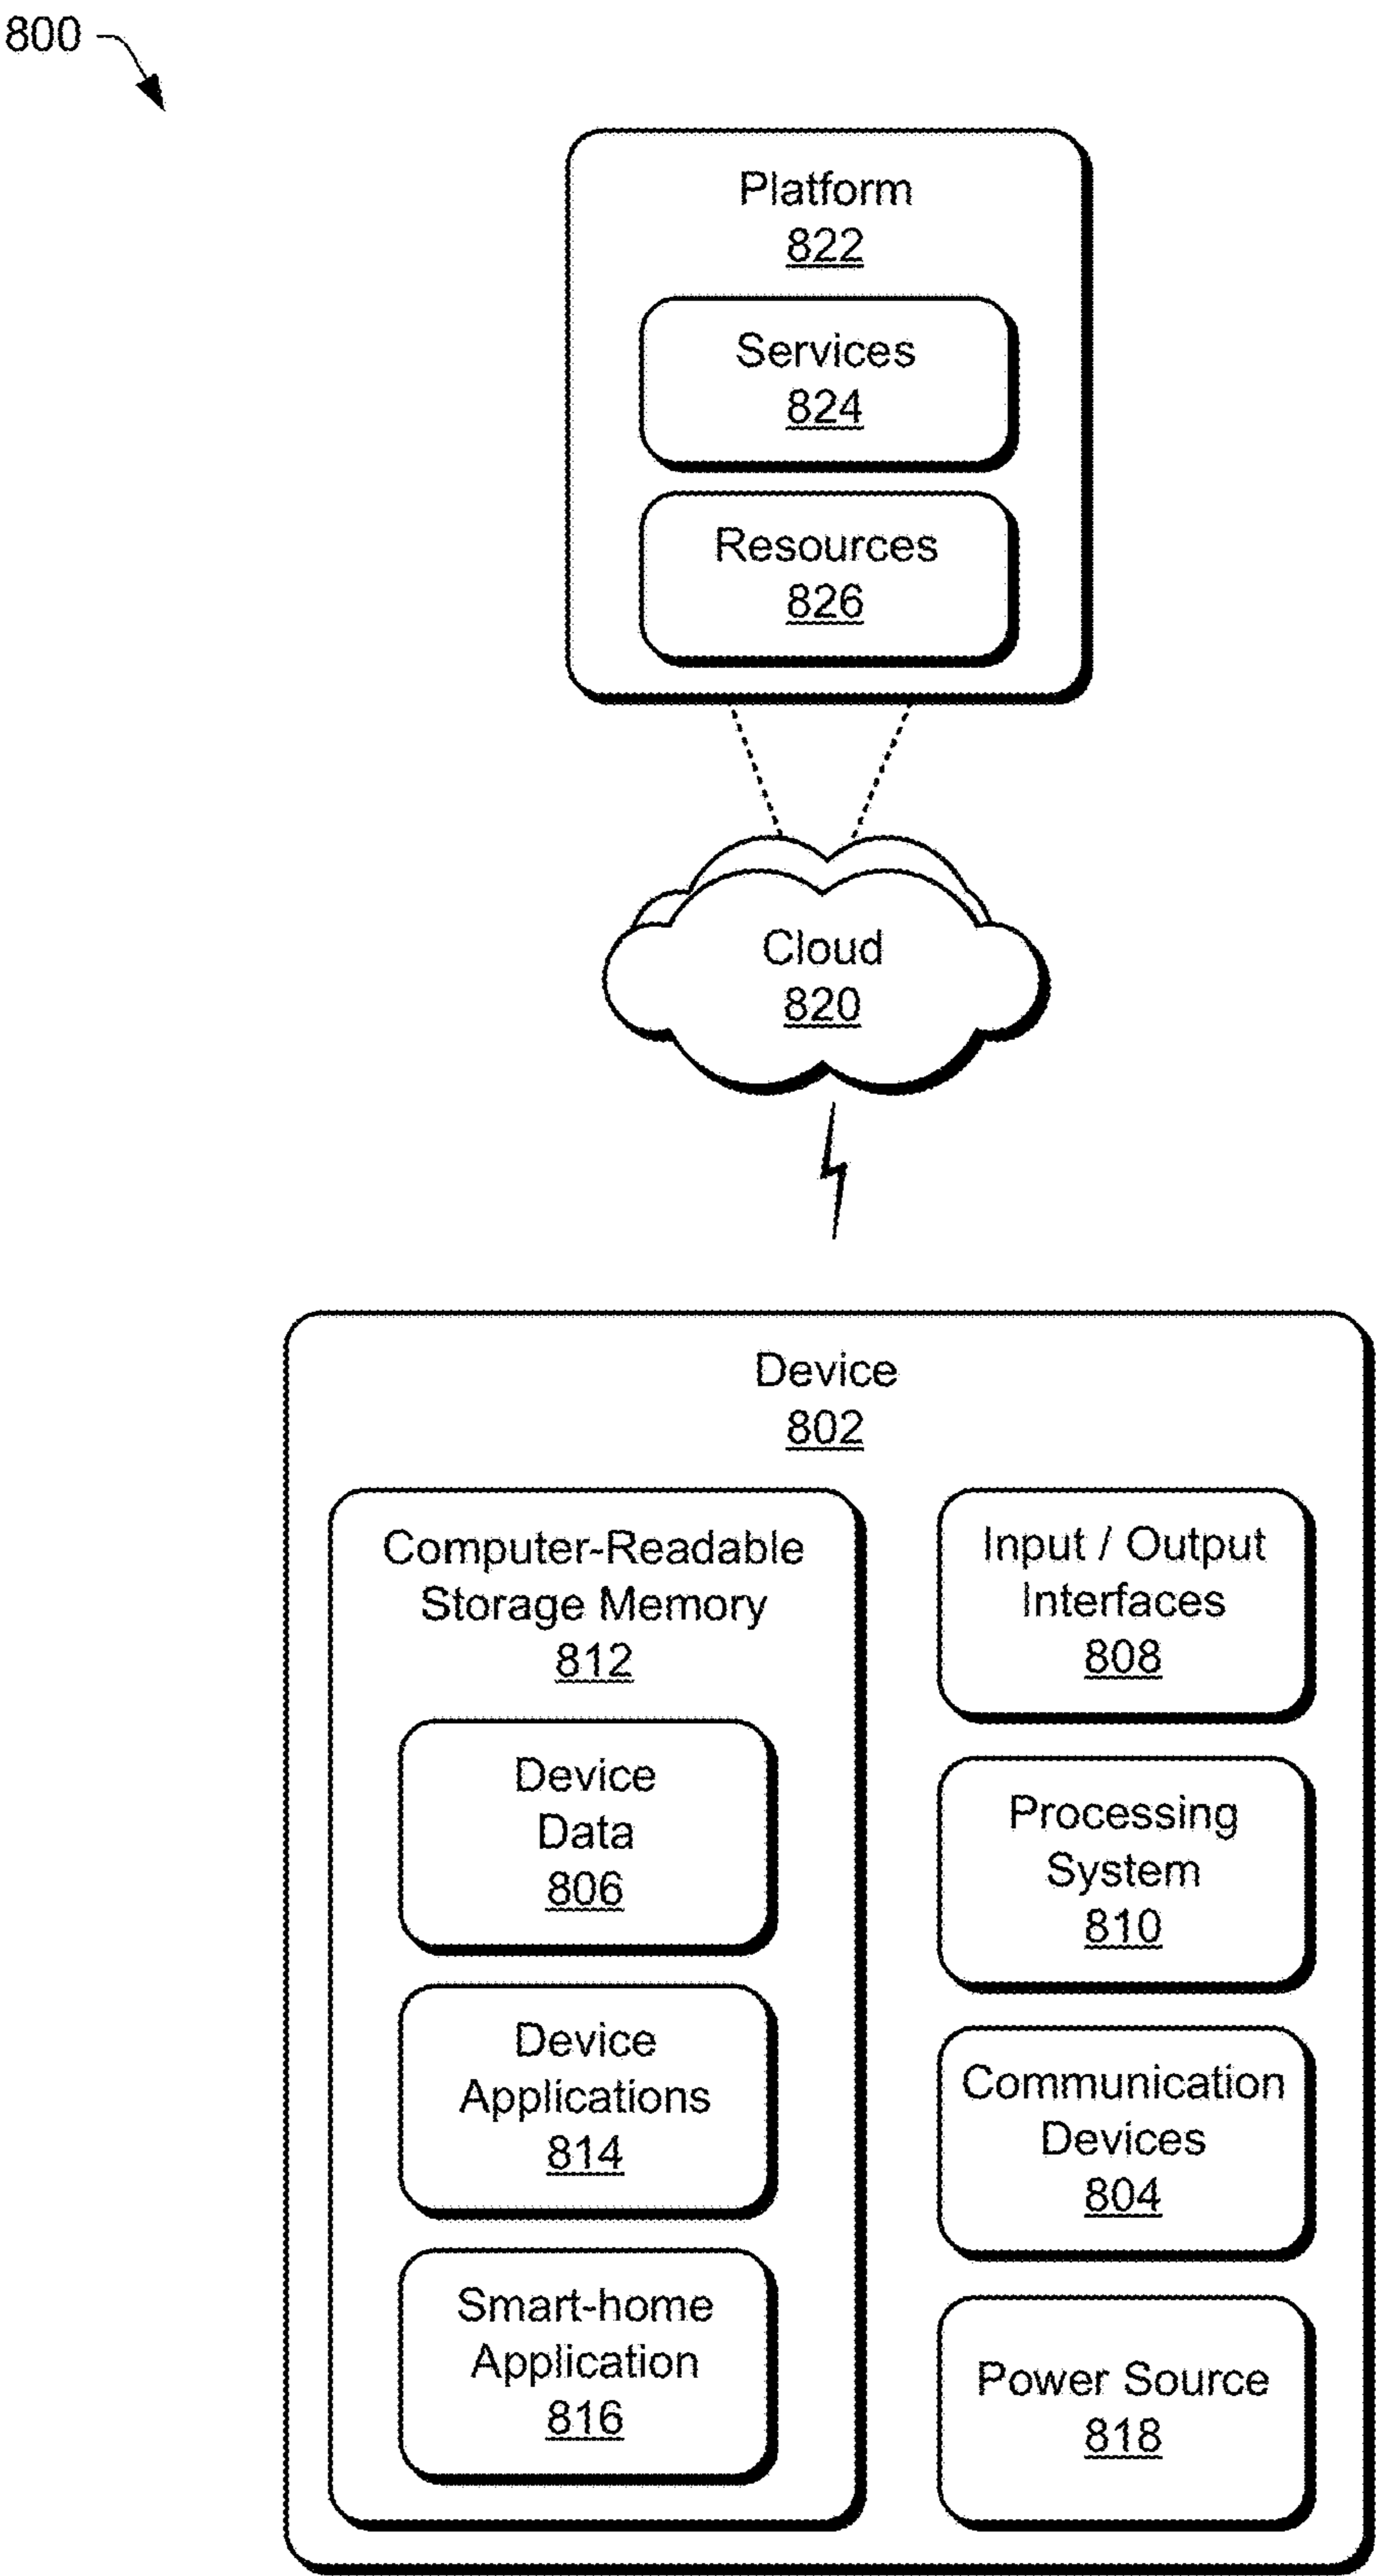 800
Platform
822
Services
824
Resources
826
Cloud
820
Device
802
Computer-Readable
Storage Memory
812
Device
Data
806
Device
Applications
814
Smart-home
Application
816
Input / Output
Interfaces
808
Processing
System
810
Communication
Devices
804
Power Source
818